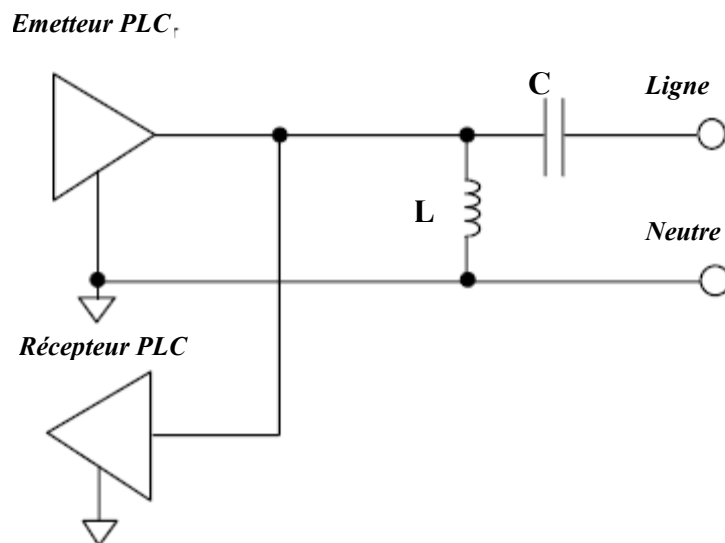 Emetteur PLC
C
Ligne
L
Neutre
Récepteur PLC